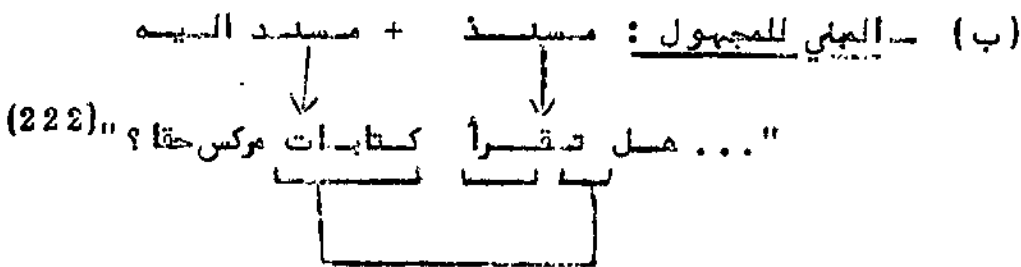 (ب) - المبني للمجهول : مسند + مسند اليه
"... هل تقرأ كتابات مركس حقا ؟ "(222)